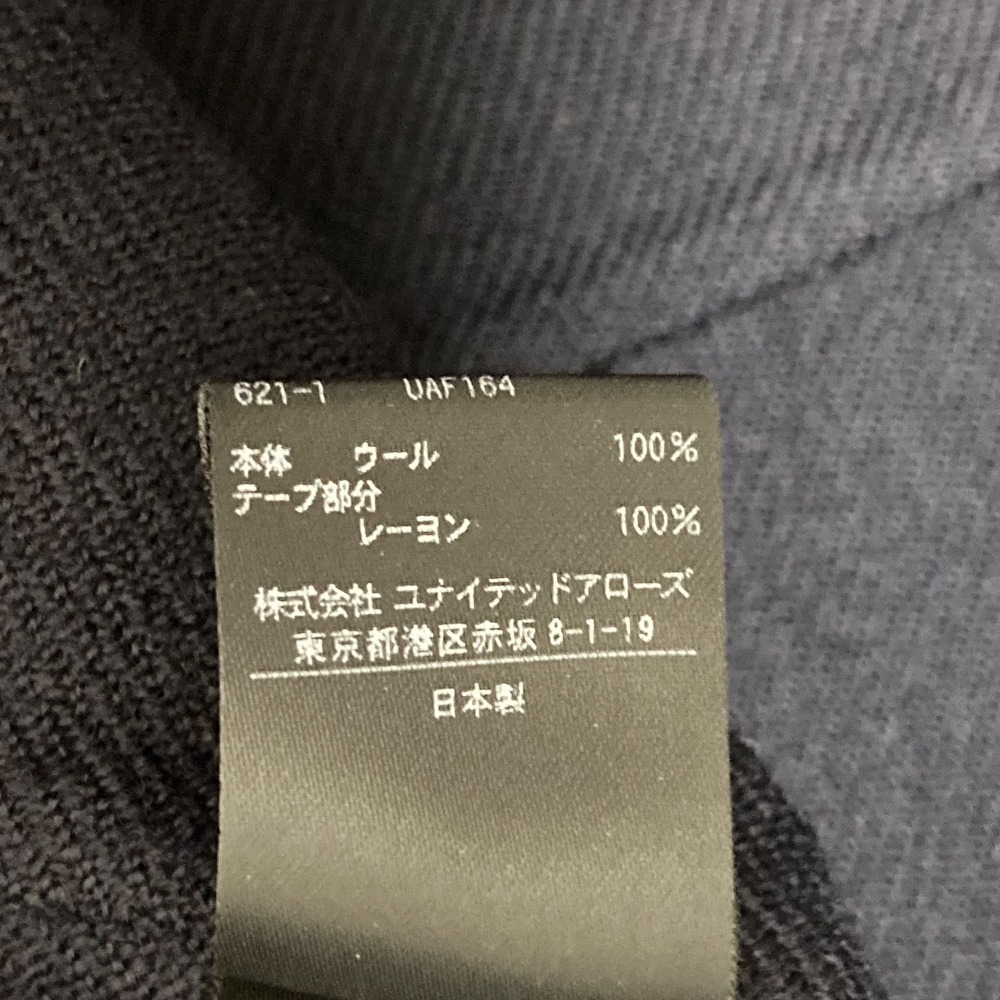 621-1 UAF164
本体 ウール 100%
テープ部分
レーヨン 100%
株式会社 ユナイテッドアローズ
東京都港区赤坂 8-1-19
日本製